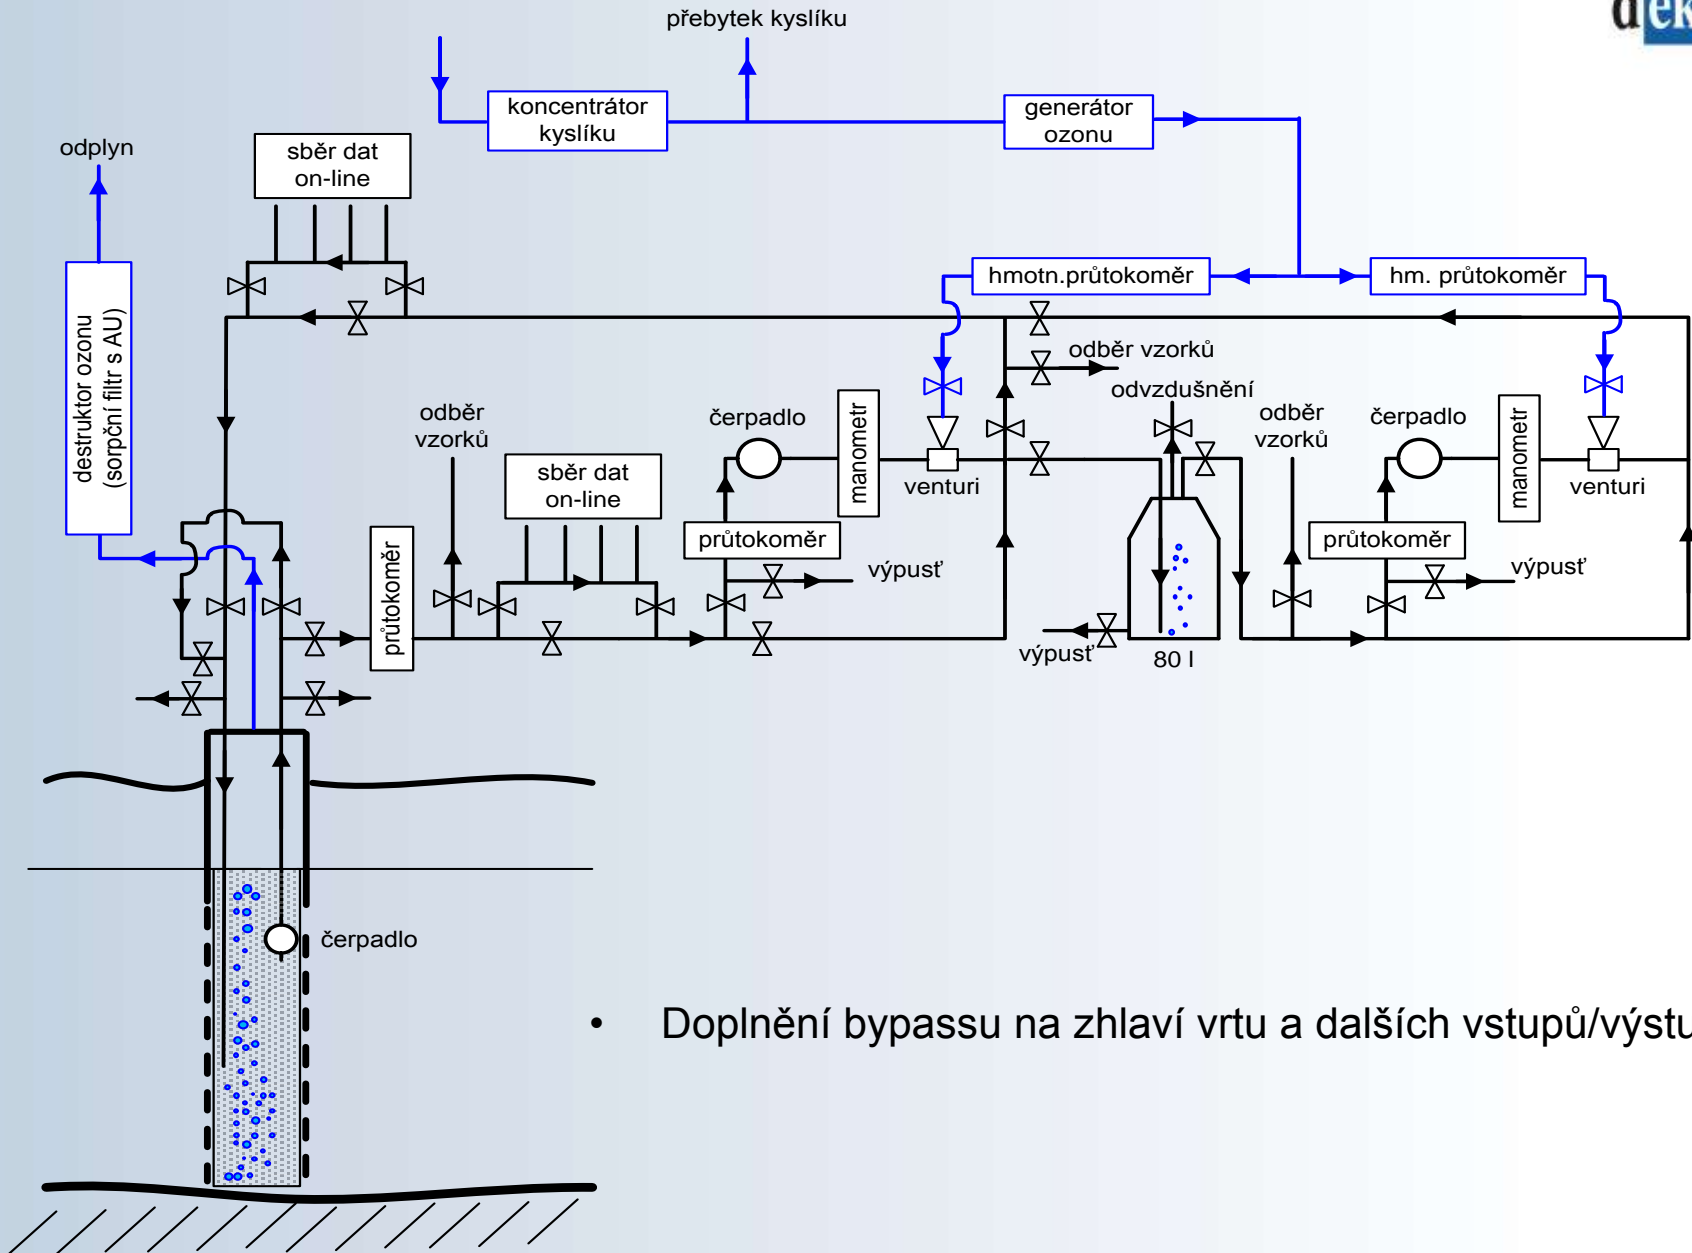 přebytek kyslíku
koncentrátor
kyslíku
generátor
ozonu
odplyn
sběr dat
on-line
hmotn.průtokoměr
hm. průtokoměr
destruktor ozonu
(sorpční filtr s AU)
odběr vzorků
odvzdušnění
odběr
vzorků
sběr dat
on-line
čerpadlo
manometr
venturi
odběr
vzorků
čerpadlo
manometr
venturi
průtokoměr
průtokoměr
výpusť
průtokoměr
výpusť
výpusť
80 l
čerpadlo
• Doplnění bypassu na zhlaví vrtu a dalších